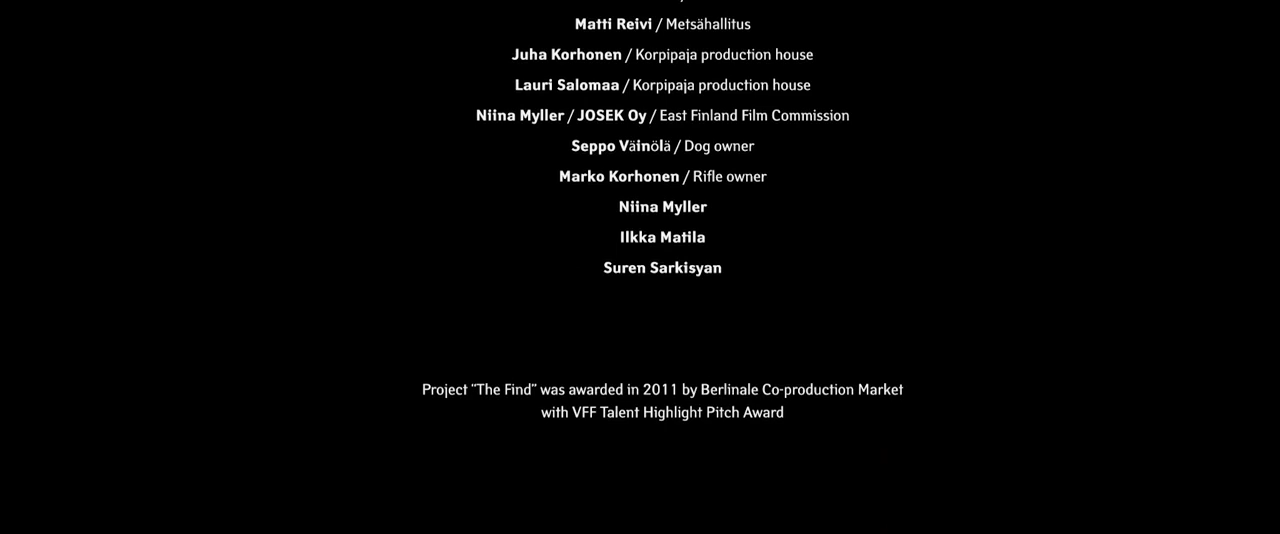 Matti Reivi / Metsähallitus
Juha Korhonen / Korpipaja production house
Lauri Salomaa / Korpipaja production house
Niina Myller / JOSEK Oy / East Finland Film Commission
Seppo Väinölä / Dog owner
Marko Korhonen / Rifle owner
Niina Myller
Ilkka Matila
Suren Sarkisyan
Project "The Find" was awarded in 2011 by Berlinale Co-production Market
with VFF Talent Highlight Pitch Award